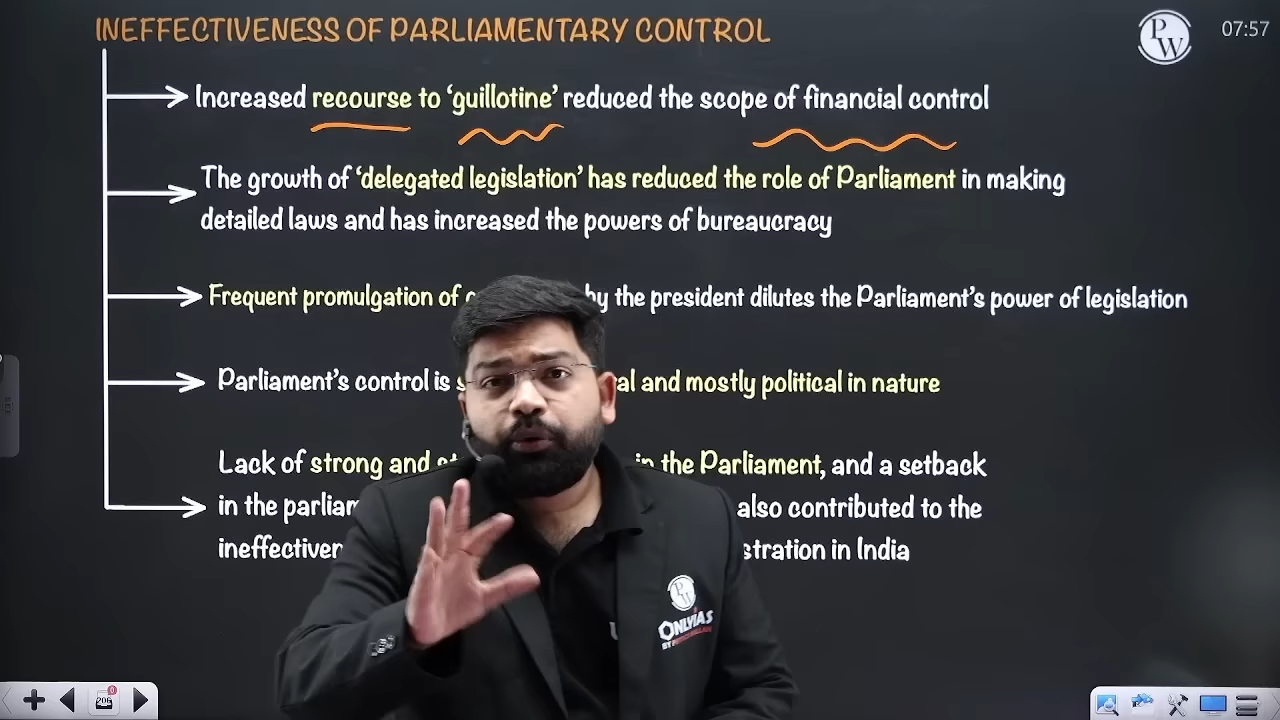 INEFFECTIVENESS OF PARLIAMENTARY CONTROL
PW
07:57
Increased recourse to ‘guillotine’ reduced the scope of financial control
The growth of ‘delegated legislation’ has reduced the role of Parliament in making
detailed laws and has increased the powers of bureaucracy
Frequent promulgation of by the president dilutes the Parliament’s power of legislation
Parliament’s control is and mostly political in nature
Lack of strong and in the Parliament, and a setback
in the also contributed to the
in India
PW
ONLYIAS
206